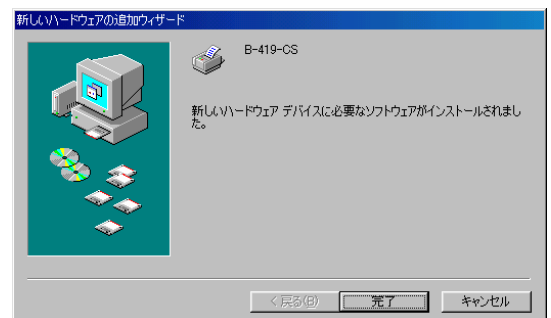 新しいハードウェアの追加ウィザード
B-419-CS
新しいハードウェア デバイスに必要なソフトウェアがインストールされまし
た。
< 戻る(B)
完了
キャンセル